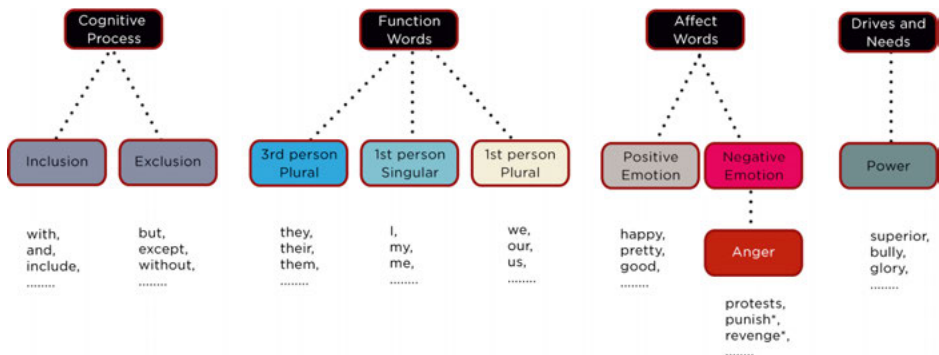 Cognitive
Process
Function
Words
Affect
Words
Drives and
Needs
Inclusion
Exclusion
3rd person
Plural
1st person
Singular
1st person
Plural
Positive
Emotion
Negative
Emotion
Power
with,
and,
include,
........
but,
except,
without,
........
they,
their,
them,
........
I,
my,
me,
........
we,
our,
us,
........
happy,
pretty,
good,
........
Anger
protests,
punish*,
revenge*,
........
superior,
bully,
glory,
........